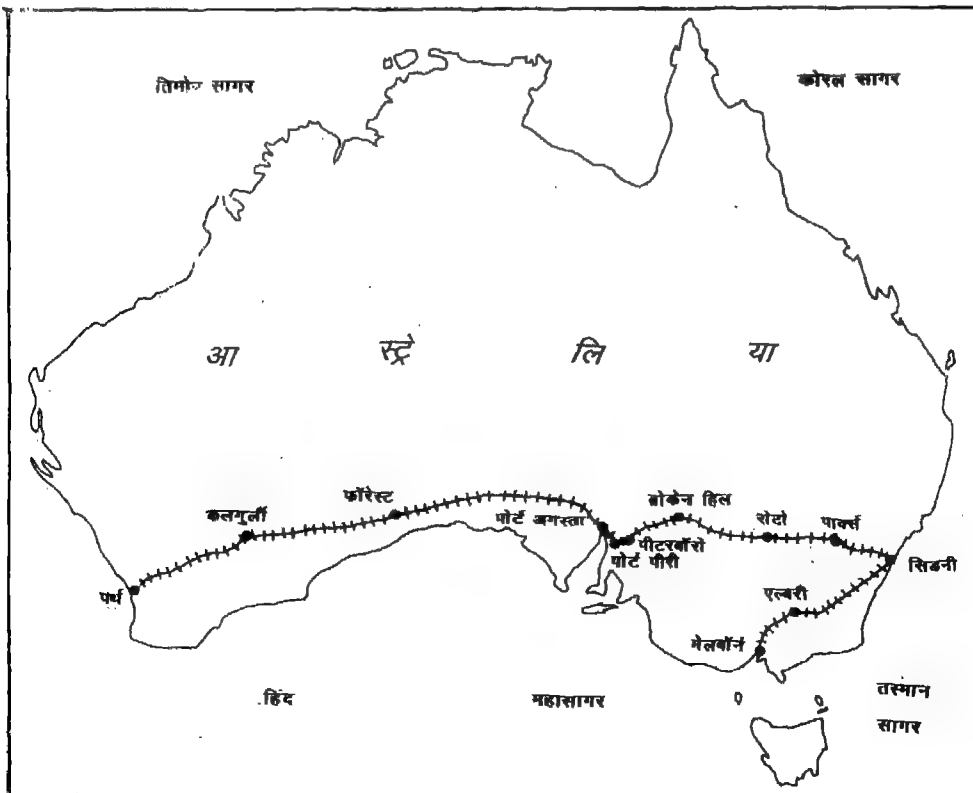 तिमोर सागर
कोरल सागर
आ स्ट्रे लि या
कलगुर्ली
फॉरेस्ट
पोर्ट अगस्ता
ब्रोकेन हिल
रोटो
पार्क्स
पीटरबॉरो
पोर्ट पीरी
सिडनी
पर्थ
एल्बरी
मेलबॉर्न
हिंद
महासागर
तस्मान
सागर